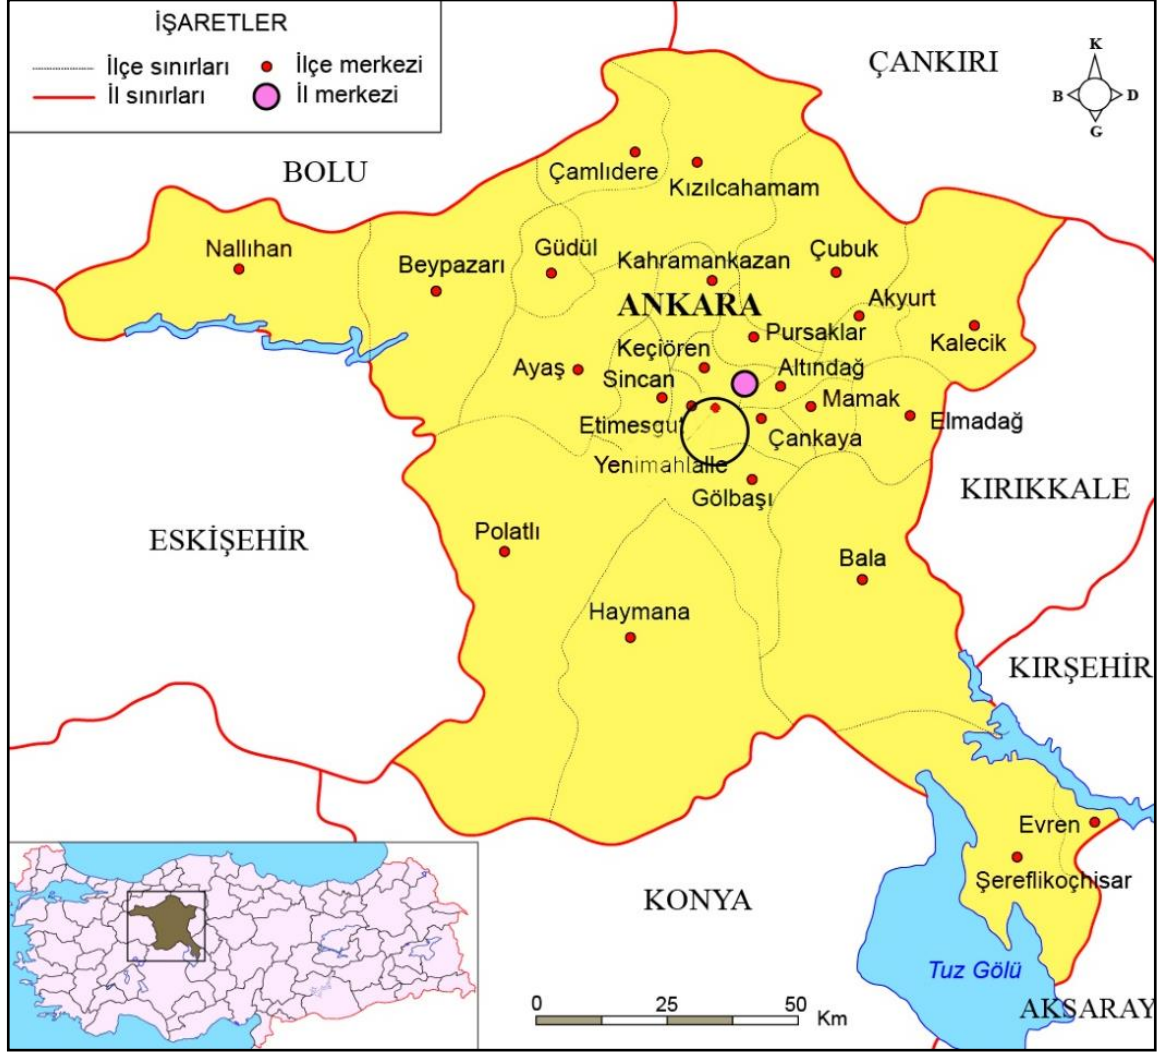 İŞARETLER
İlçe sınırları
İlçe merkezi
İl sınırları
İl merkezi
ÇANKIRI
K
B
D
G
BOLU
Çamlıdere
Kızılcahamam
Nallıhan
Beypazarı
Güdül
Kahramankazan
Çubuk
ANKARA
Akyurt
Pursaklar
Kalecik
Keçiören
Ayaş
Altındağ
Sincan
Mamak
Etimesgut
Çankaya
Elmadağ
Yenimahlalle
Gölbaşı
KIRIKKALE
ESKİŞEHİR
Polatlı
Bala
Haymana
KIRŞEHİR
Evren
Şereflikoçhisar
KONYA
Tuz Gölü
0 25 50
Km
AKSARAY